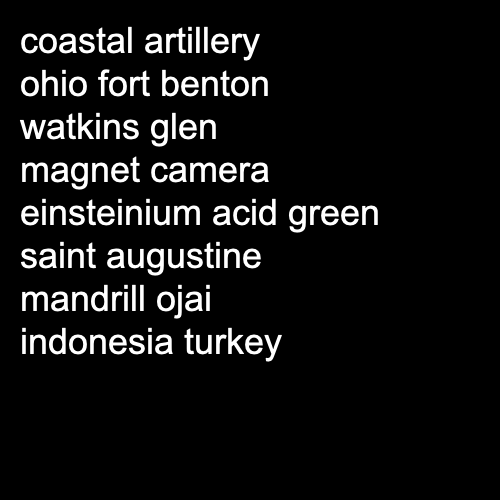 coastal artillery
ohio fort benton
watkins glen
magnet camera
einsteinium acid green
saint augustine
mandrill ojai
indonesia turkey